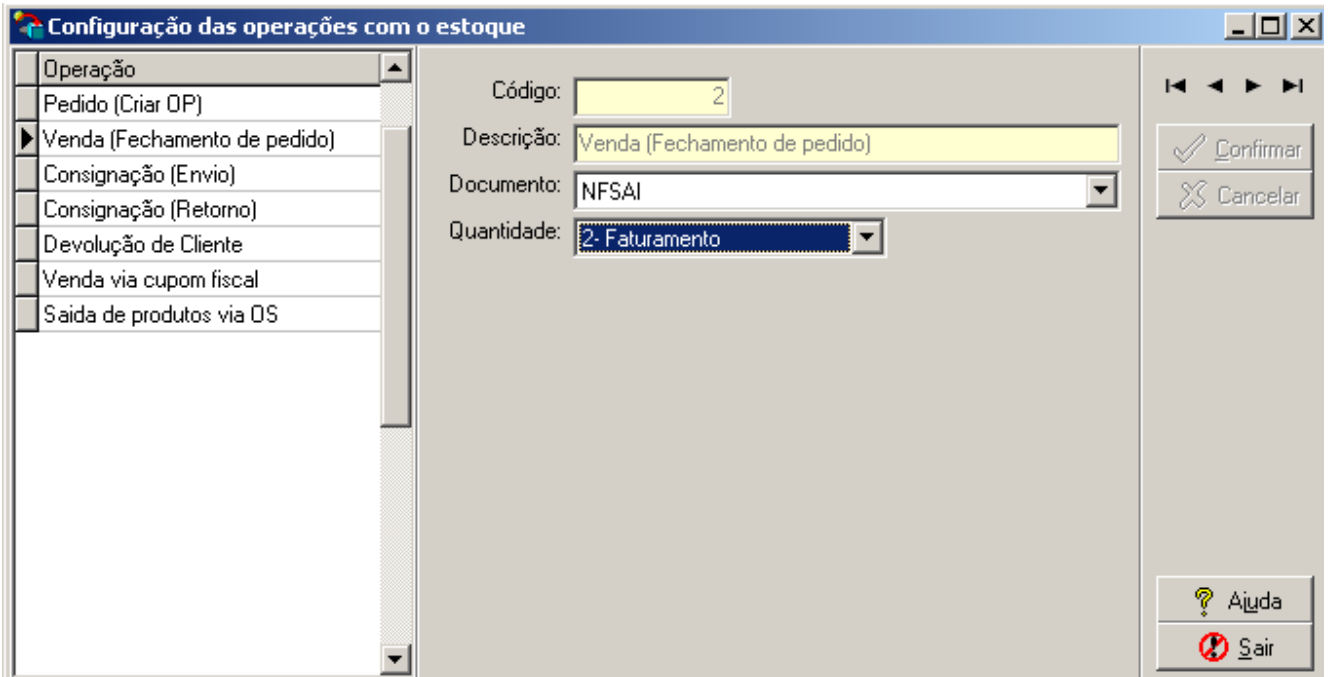 Configuração das operações com o estoque
Operação
Pedido (Criar OP)
Venda (Fechamento de pedido)
Consignação (Envio)
Consignação (Retorno)
Devolução de Cliente
Venda via cupom fiscal
Saida de produtos via OS
Código: 2
Descrição: Venda (Fechamento de pedido)
Documento: NFSAI
Quantidade: 2- Faturamento
Confirmar
Cancelar
Ajuda
Sair